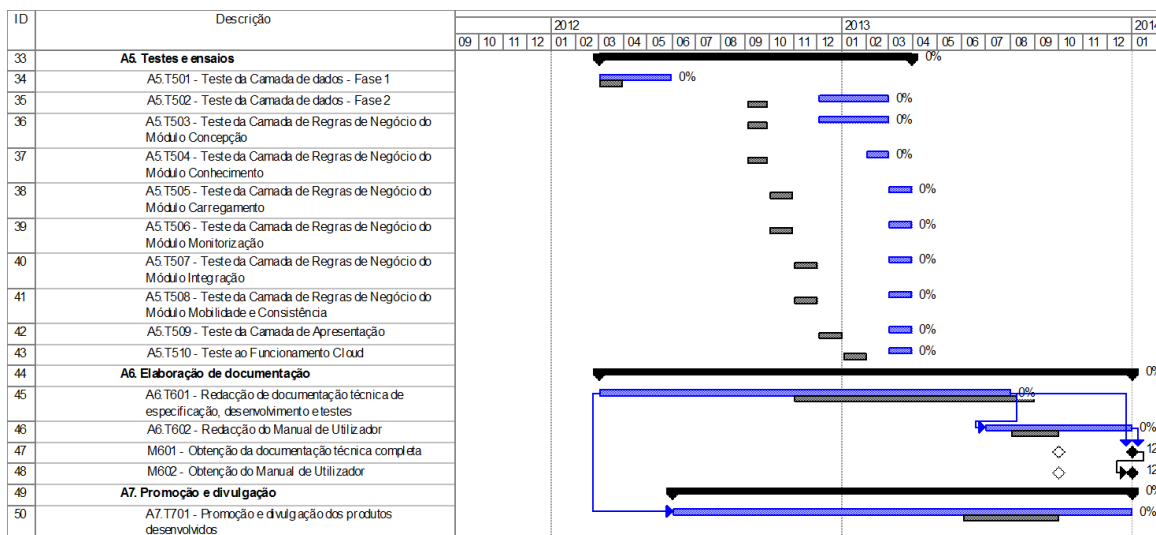 ID Descrição 2012 2013 2014
09 10 11 12 01 02 03 04 05 06 07 08 09 10 11 12 01 02 03 04 05 06 07 08 09 10 11 12 01
33 A5. Testes e ensaios 0%
34 A5.T501 - Teste da Camada de dados - Fase 1 0%
35 A5.T502 - Teste da Camada de dados - Fase 2 0%
36 A5.T503 - Teste da Camada de Regras de Negócio do 0%
Módulo Concepção
37 A5.T504 - Teste da Camada de Regras de Negócio do 0%
Módulo Conhecimento
38 A5.T505 - Teste da Camada de Regras de Negócio do 0%
Módulo Carregamento
39 A5.T506 - Teste da Camada de Regras de Negócio do 0%
Módulo Monitorização
40 A5.T507 - Teste da Camada de Regras de Negócio do 0%
Módulo Integração
41 A5.T508 - Teste da Camada de Regras de Negócio do 0%
Módulo Mobilidade e Consistência
42 A5.T509 - Teste da Camada de Apresentação 0%
43 A5.T510 - Teste ao Funcionamento Cloud 0%
44 A6. Elaboração de documentação 0%
45 A6.T601 - Redacção de documentação técnica de 0%
especificação, desenvolvimento e testes
46 A6.T602 - Redacção do Manual de Utilizador 0%
47 M601 - Obtenção da documentação técnica completa 12
48 M602 - Obtenção do Manual de Utilizador 12
49 A7. Promoção e divulgação 0%
50 A7.T701 - Promoção e divulgação dos produtos 0%
desenvolvidos